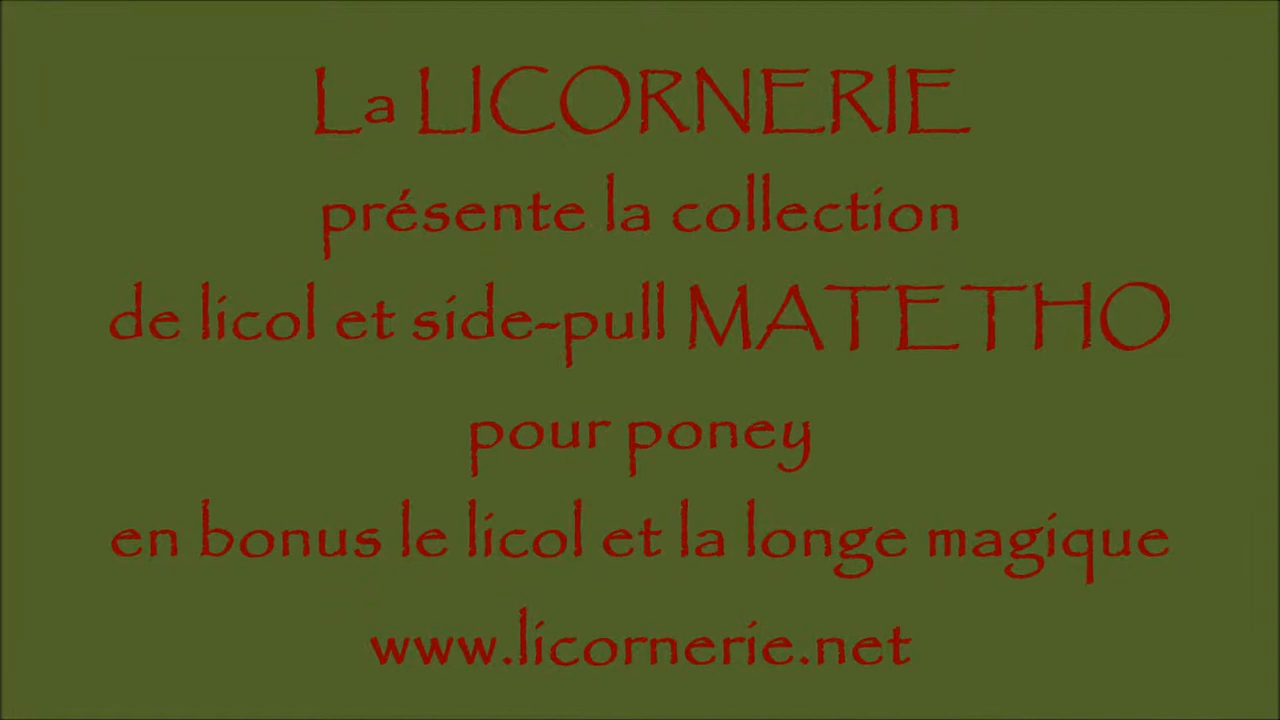 La LICORNERIE
présente la collection
de licol et side-pull MATETHO
pour poney
en bonus le licol et la longe magique
www.licornerie.net